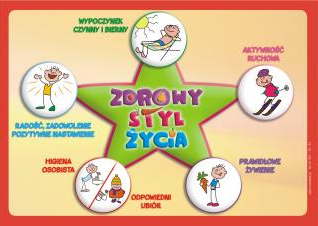 WYPOCZYNEK
CZYNNY I BIERNY
AKTYWNOŚĆ
RUCHOWA
ZDROWY
STYL
ŻYCIA
RADOŚĆ, ZADOWOLENIE
POZYTYWNE NASTAWIENIE
HIGIENA
OSOBISTA
ODPOWIEDNI
UBIÓR
PRAWIDŁOWE
ŻYWIENIE